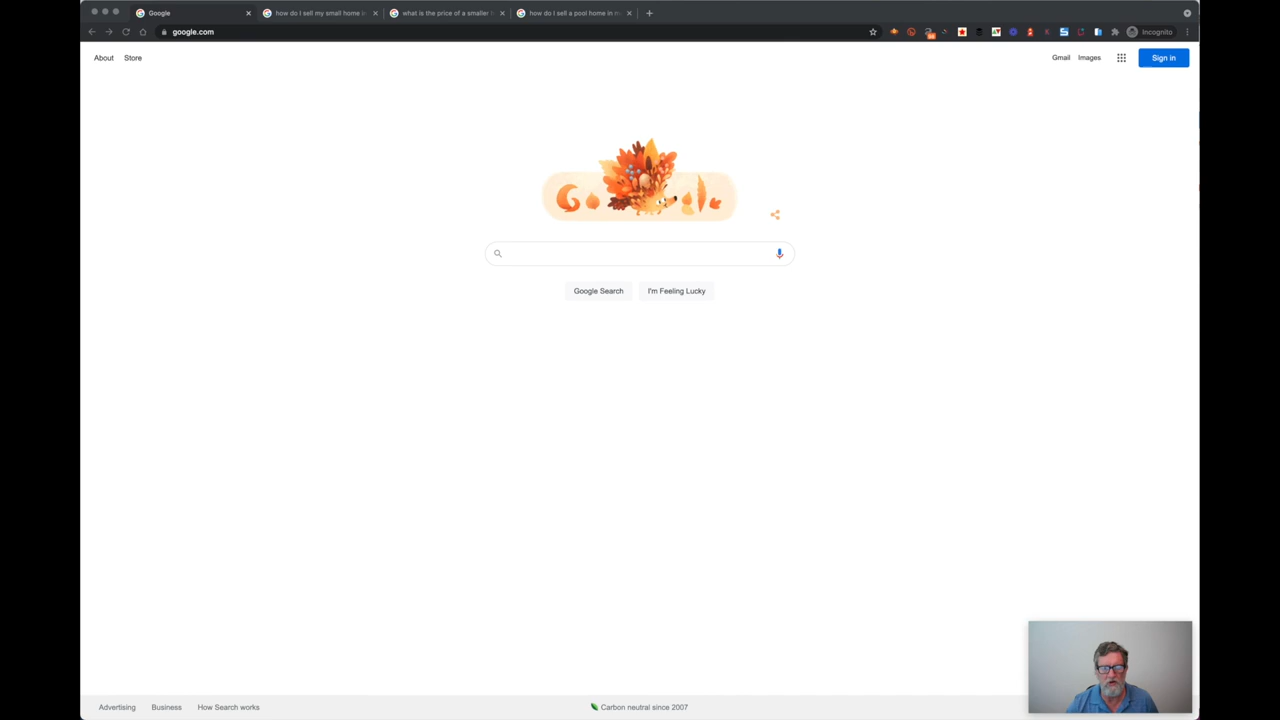 Google
how do I sell my small home in
what is the price of a smaller
how do I sell a pool home in
google.com
Incognito
About Store
Gmail Images
Sign in
Google Search
I'm Feeling Lucky
Advertising Business How Search works
Carbon neutral since 2007